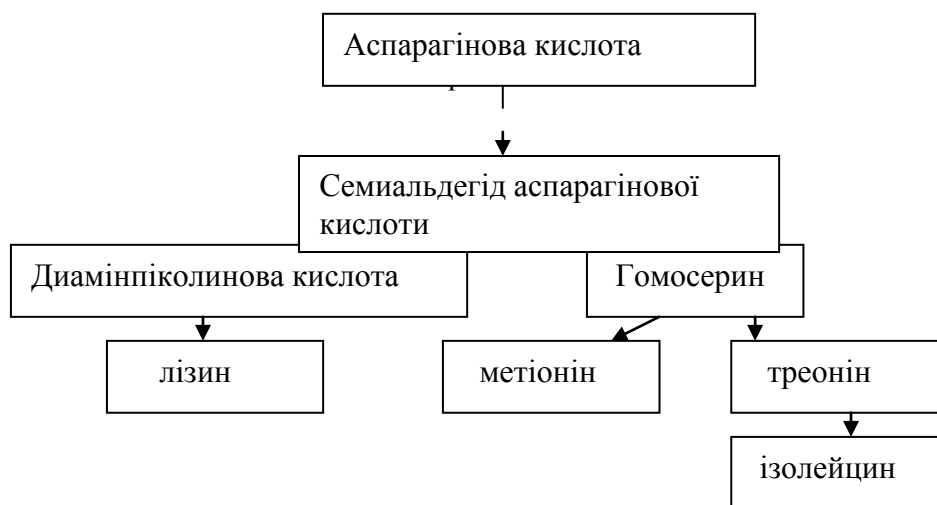 Аспарагінова кислота
Семиальдегід аспарагінової
кислоти
Диамінпіколинова кислота
Гомосерин
лізин
метіонін
треонін
ізолейцин